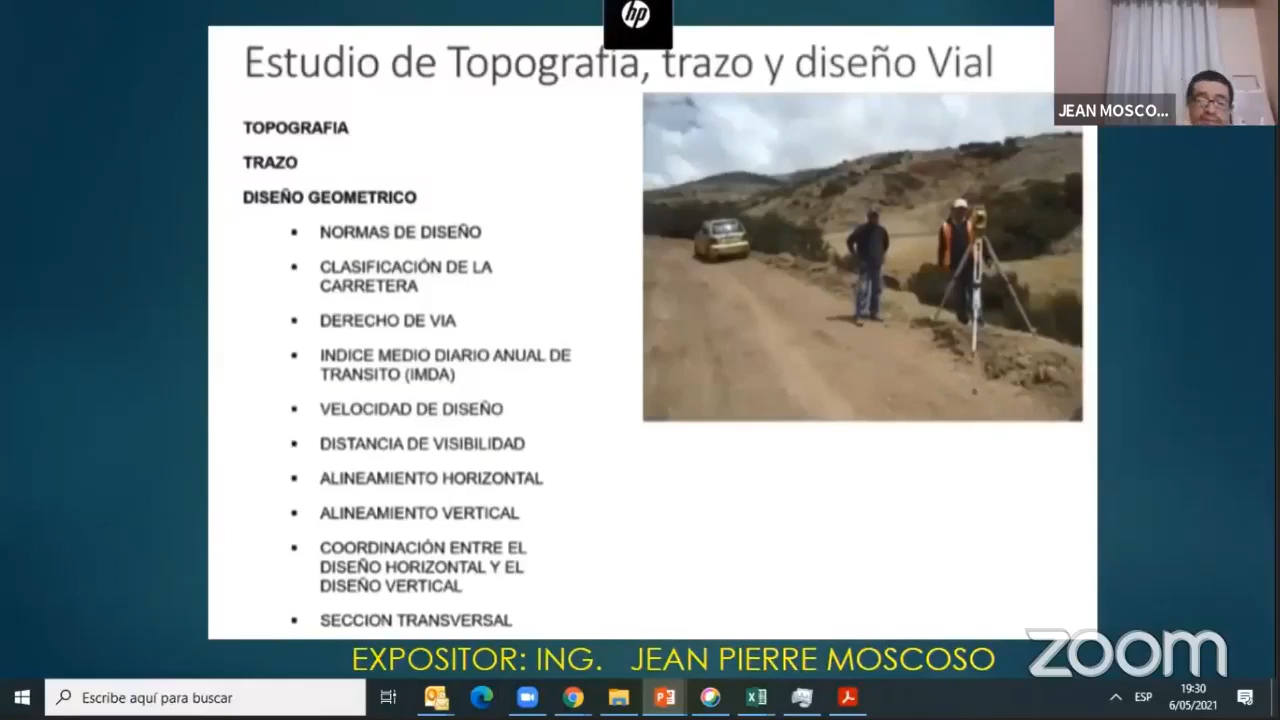 hp
Estudio de Topografía, trazo y diseño Vial
JEAN MOSCO...
TOPOGRAFIA
TRAZO
DISEÑO GEOMETRICO
▪ NORMAS DE DISEÑO
▪ CLASIFICACIÓN DE LA
CARRETERA
▪ DERECHO DE VIA
▪ INDICE MEDIO DIARIO ANUAL DE
TRANSITO (IMDA)
▪ VELOCIDAD DE DISEÑO
▪ DISTANCIA DE VISIBILIDAD
▪ ALINEAMIENTO HORIZONTAL
▪ ALINEAMIENTO VERTICAL
▪ COORDINACIÓN ENTRE EL
DISEÑO HORIZONTAL Y EL
DISEÑO VERTICAL
▪ SECCION TRANSVERSAL
EXPOSITOR: ING. JEAN PIERRE MOSCOSO
zoom
Escribe aquí para buscar
ESP
19:30
6/05/2021